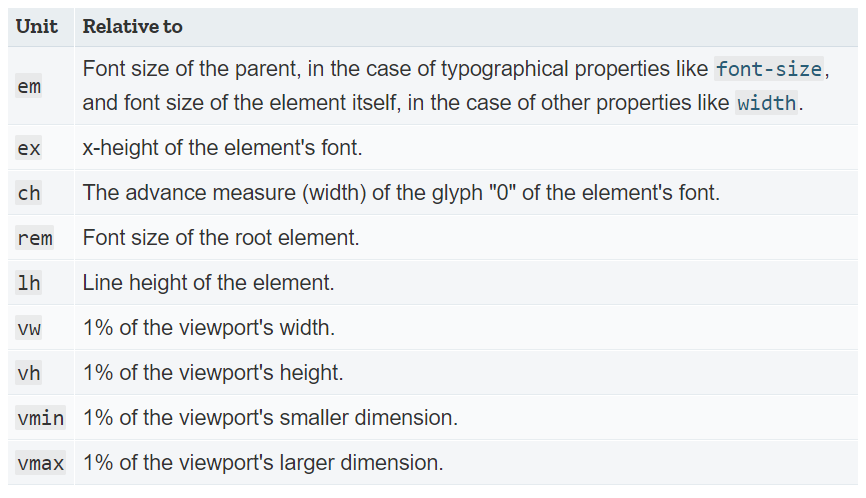 Unit Relative to
em Font size of the parent, in the case of typographical properties like font-size,
and font size of the element itself, in the case of other properties like width.
ex x-height of the element's font.
ch The advance measure (width) of the glyph "0" of the element's font.
rem Font size of the root element.
lh Line height of the element.
vw 1% of the viewport's width.
vh 1% of the viewport's height.
vmin 1% of the viewport's smaller dimension.
vmax 1% of the viewport's larger dimension.